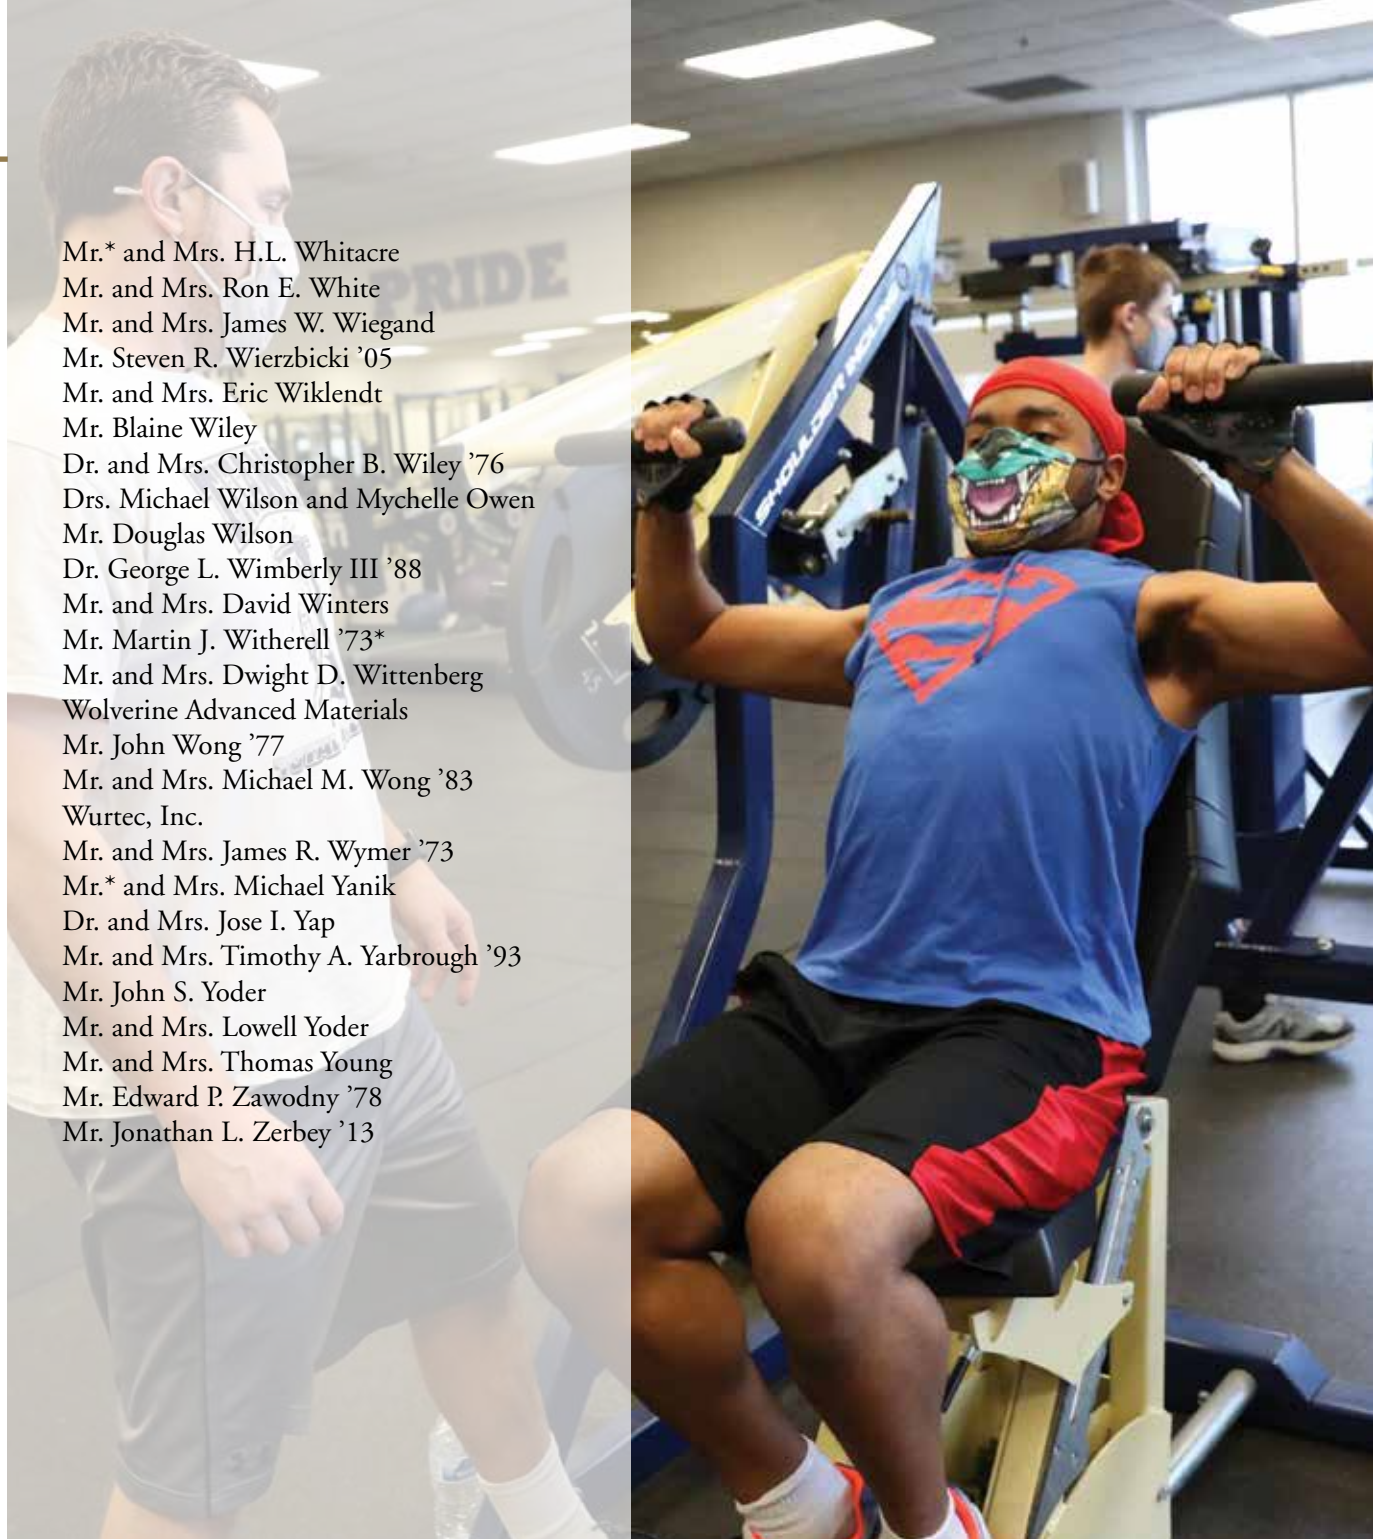 Mr.* and Mrs. H.L. Whitacre
Mr. and Mrs. Ron E. White
Mr. and Mrs. James W. Wiegand
Mr. Steven R. Wierzbicki ’05
Mr. and Mrs. Eric Wiklendt
Mr. Blaine Wiley
Dr. and Mrs. Christopher B. Wiley ’76
Drs. Michael Wilson and Mychelle Owen
Mr. Douglas Wilson
Dr. George L. Wimberly III ’88
Mr. and Mrs. David Winters
Mr. Martin J. Witherell ’73*
Mr. and Mrs. Dwight D. Wittenberg
Wolverine Advanced Materials
Mr. John Wong ’77
Mr. and Mrs. Michael M. Wong ’83
Wurtec, Inc.
Mr. and Mrs. James R. Wymer ’73
Mr.* and Mrs. Michael Yanik
Dr. and Mrs. Jose I. Yap
Mr. and Mrs. Timothy A. Yarbrough ’93
Mr. John S. Yoder
Mr. and Mrs. Lowell Yoder
Mr. and Mrs. Thomas Young
Mr. Edward P. Zawodny ’78
Mr. Jonathan L. Zerbey ’13
PRIDE
SHOULDER INCLINE